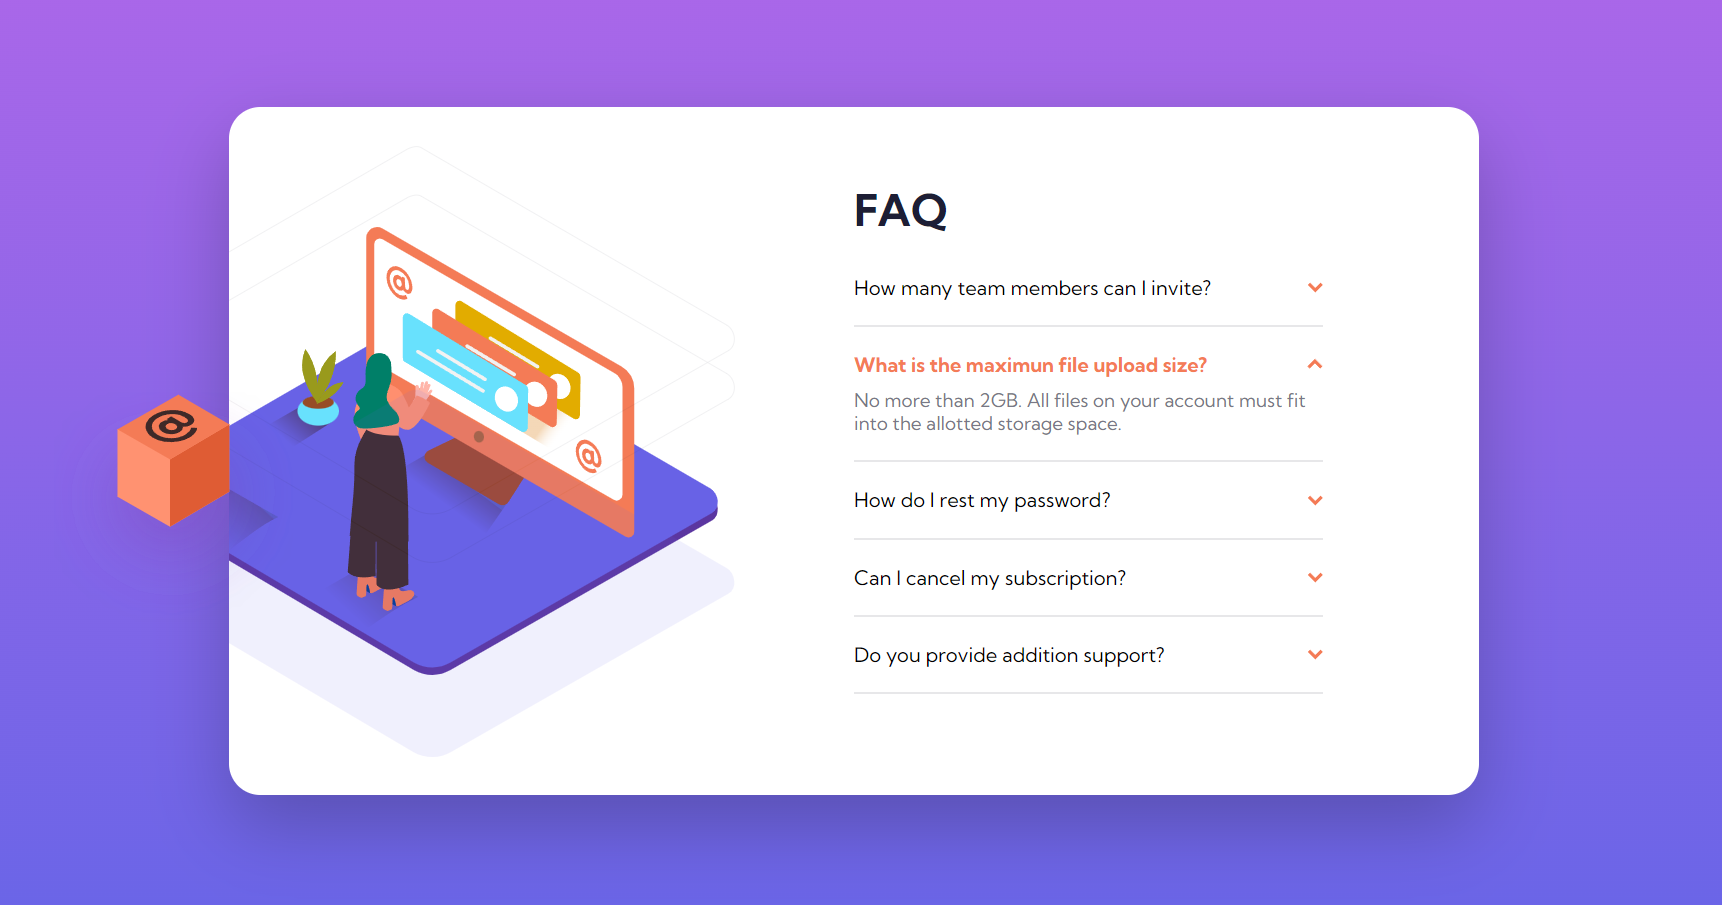 FAQ
How many team members can I invite?
What is the maximun file upload size?
No more than 2GB. All files on your account must fit
into the allotted storage space.
How do I rest my password?
Can I cancel my subscription?
Do you provide addition support?
@
@
@